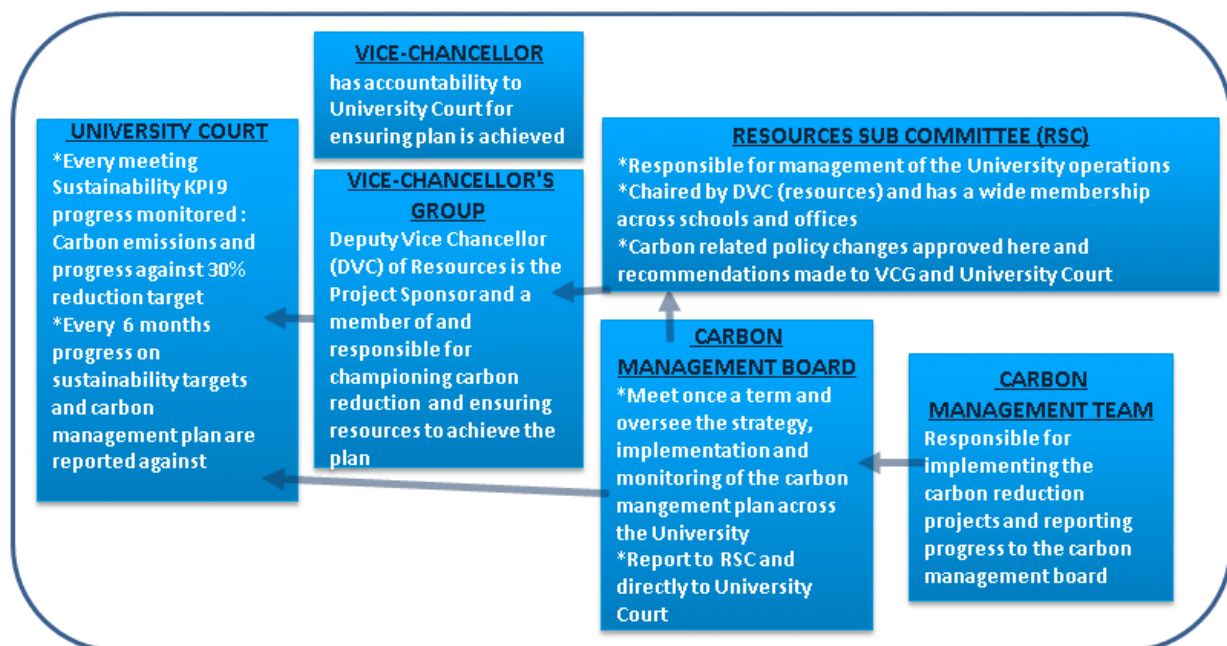 VICE-CHANCELLOR
has accountability to
University Court for
ensuring plan is achieved
UNIVERSITY COURT
*Every meeting
Sustainability KPI9
progress monitored :
Carbon emissions and
progress against 30%
reduction target
*Every 6 months
progress on
sustainability targets
and carbon
management plan are
reported against
VICE-CHANCELLOR'S
GROUP
Deputy Vice Chancellor
(DVC) of Resources is the
Project Sponsor and a
member of and
responsible for
championing carbon
reduction and ensuring
resources to achieve the
plan
RESOURCES SUB COMMITTEE (RSC)
*Responsible for management of the University operations
*Chaired by DVC (resources) and has a wide membership
across schools and offices
*Carbon related policy changes approved here and
recommendations made to VCG and University Court
CARBON
MANAGEMENT BOARD
*Meet once a term and
oversee the strategy,
implementation and
monitoring of the carbon
mangement plan across
the University
*Report to RSC and
directly to University
Court
CARBON
MANAGEMENT TEAM
Responsible for
implementing the
carbon reduction
projects and reporting
progress to the carbon
management board